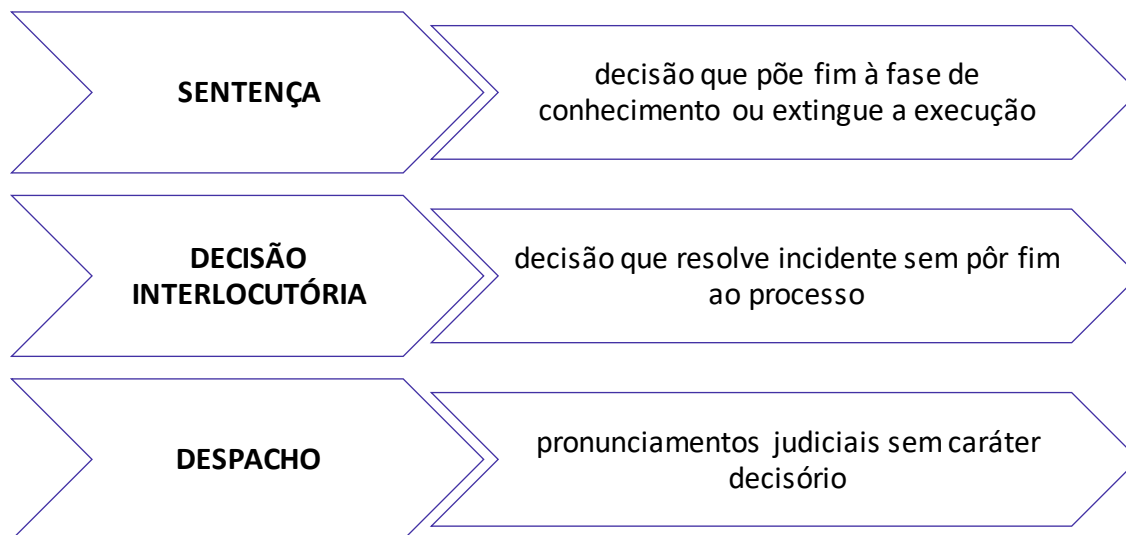 SENTENÇA
decisão que põe fim à fase de
conhecimento ou extingue a execução
DECISÃO
INTERLOCUTÓRIA
decisão que resolve incidente sem pôr fim
ao processo
DESPACHO
pronunciamentos judiciais sem caráter
decisório